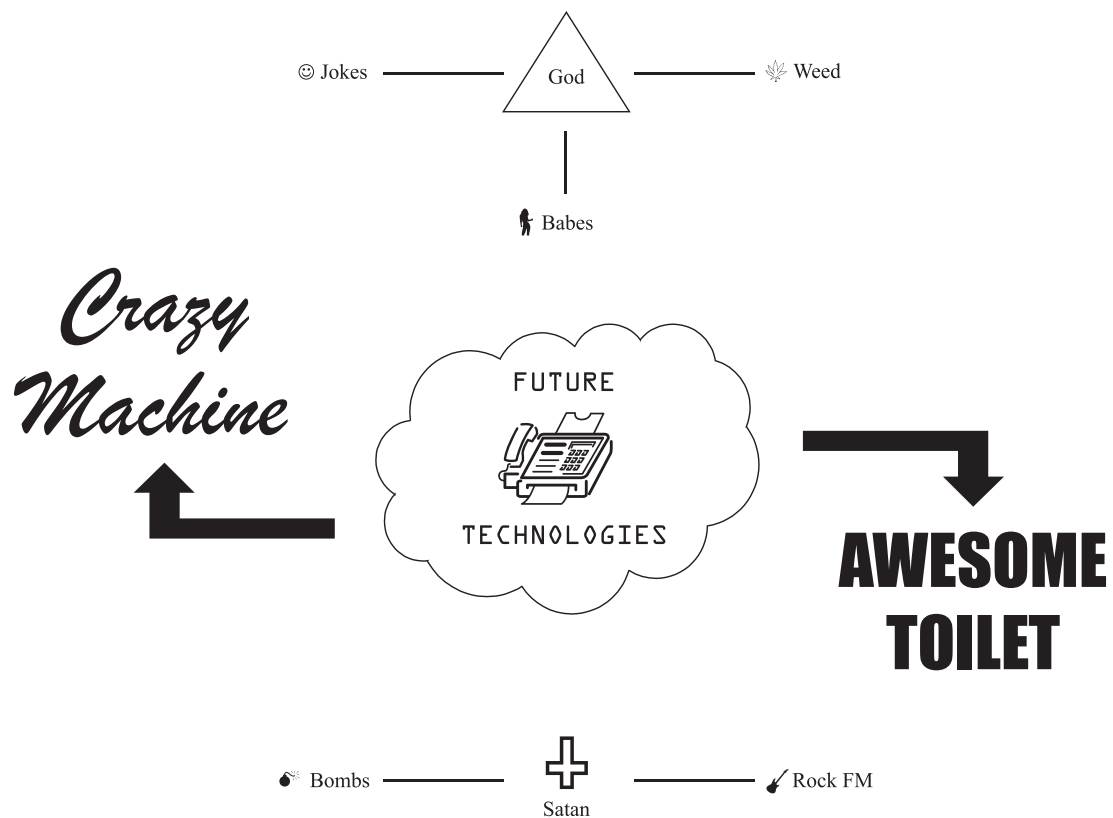 Jokes
God
Weed
Babes
Crazy
Machine
FUTURE
TECHNOLOGIES
AWESOME
TOILET
Bombs
Rock FM
Satan